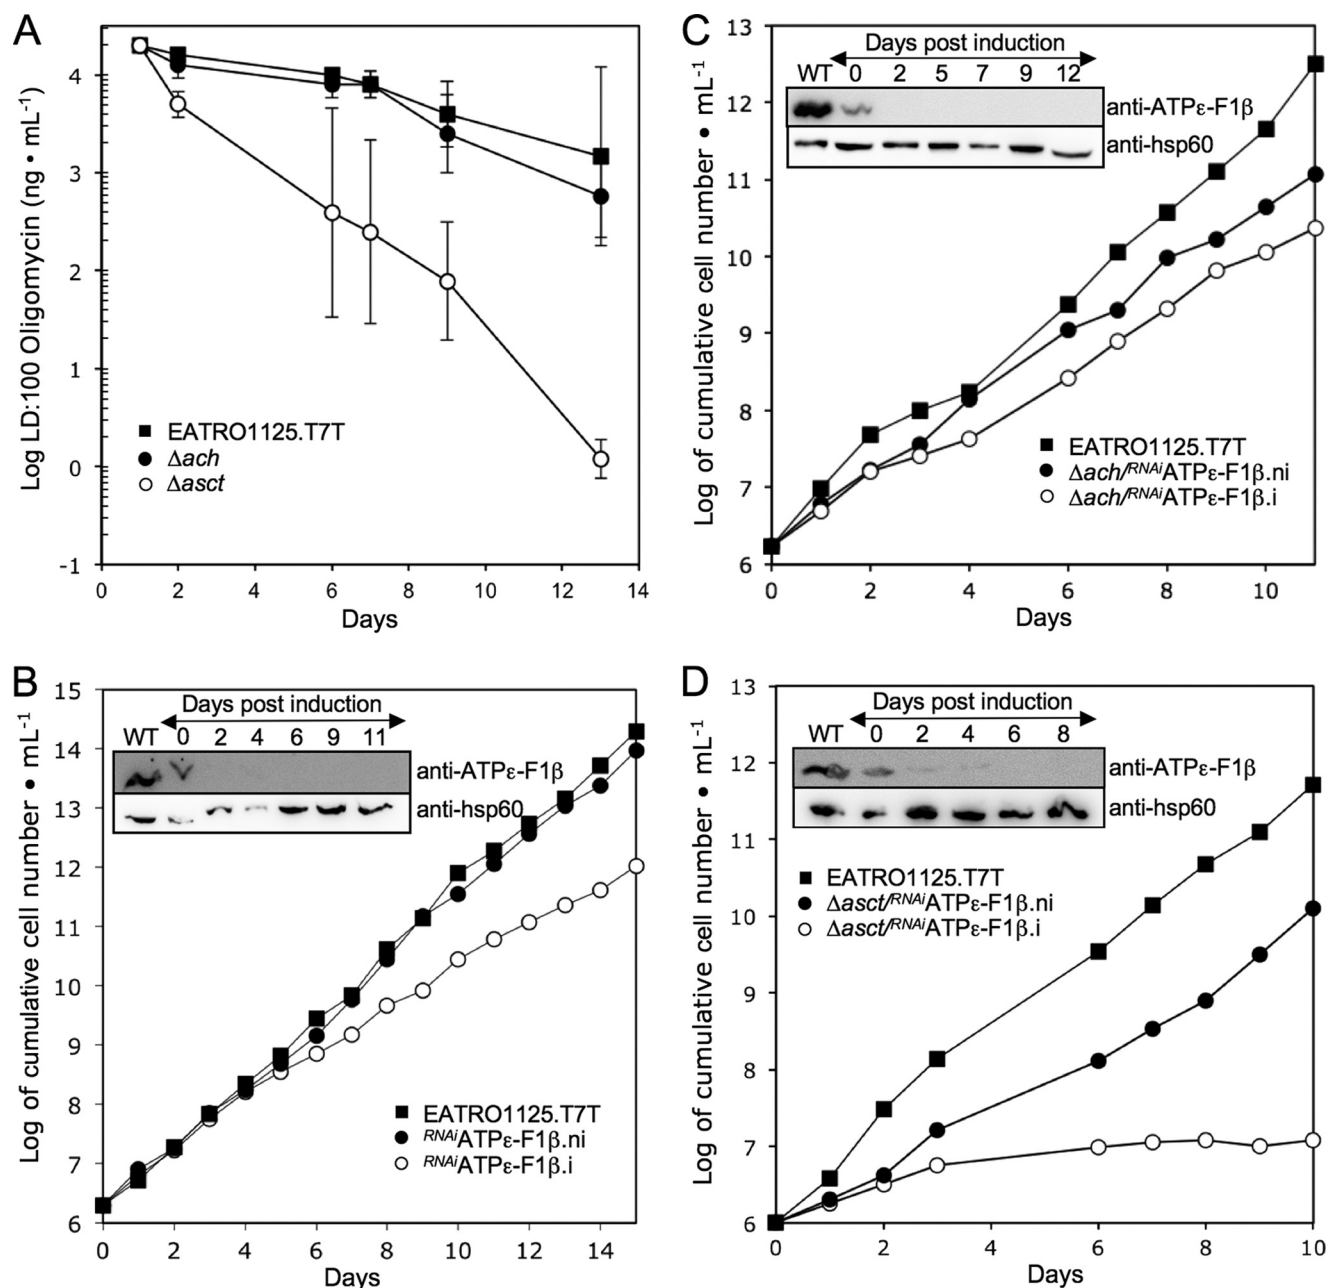 A
Log LD:100 Oligomycin (ng • mL-1)
4
3
2
1
0
-1
EATRO1125.T7T
Δach
Δasct
0 2 4 6 8 10 12 14
Days
C
Log of cumulative cell number • mL-1
13
12
11
10
9
8
7
6
Days post induction
WT 0 2 5 7 9 12
anti-ATPε-F1β
anti-hsp60
EATRO1125.T7T
Δach/RNAiATPε-F1β.ni
Δach/RNAiATPε-F1β.i
0 2 4 6 8 10
Days
B
Log of cumulative cell number • mL-1
15
14
13
12
11
10
9
8
7
6
Days post induction
WT 0 2 4 6 9 11
anti-ATPε-F1β
anti-hsp60
EATRO1125.T7T
RNAiATPε-F1β.ni
RNAiATPε-F1β.i
0 2 4 6 8 10 12 14
Days
D
Log of cumulative cell number • mL-1
13
12
11
10
9
8
7
6
Days post induction
WT 0 2 4 6 8
anti-ATPε-F1β
anti-hsp60
EATRO1125.T7T
Δasct/RNAiATPε-F1β.ni
Δasct/RNAiATPε-F1β.i
0 2 4 6 8 10
Days